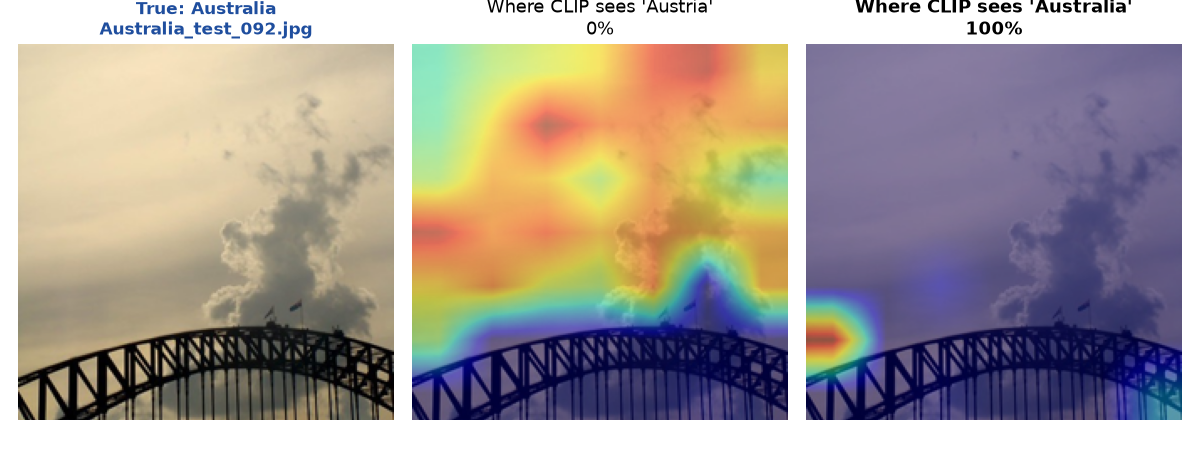 True: Australia
Australia_test_092.jpg
Where CLIP sees 'Austria'
0%
Where CLIP sees 'Australia'
100%